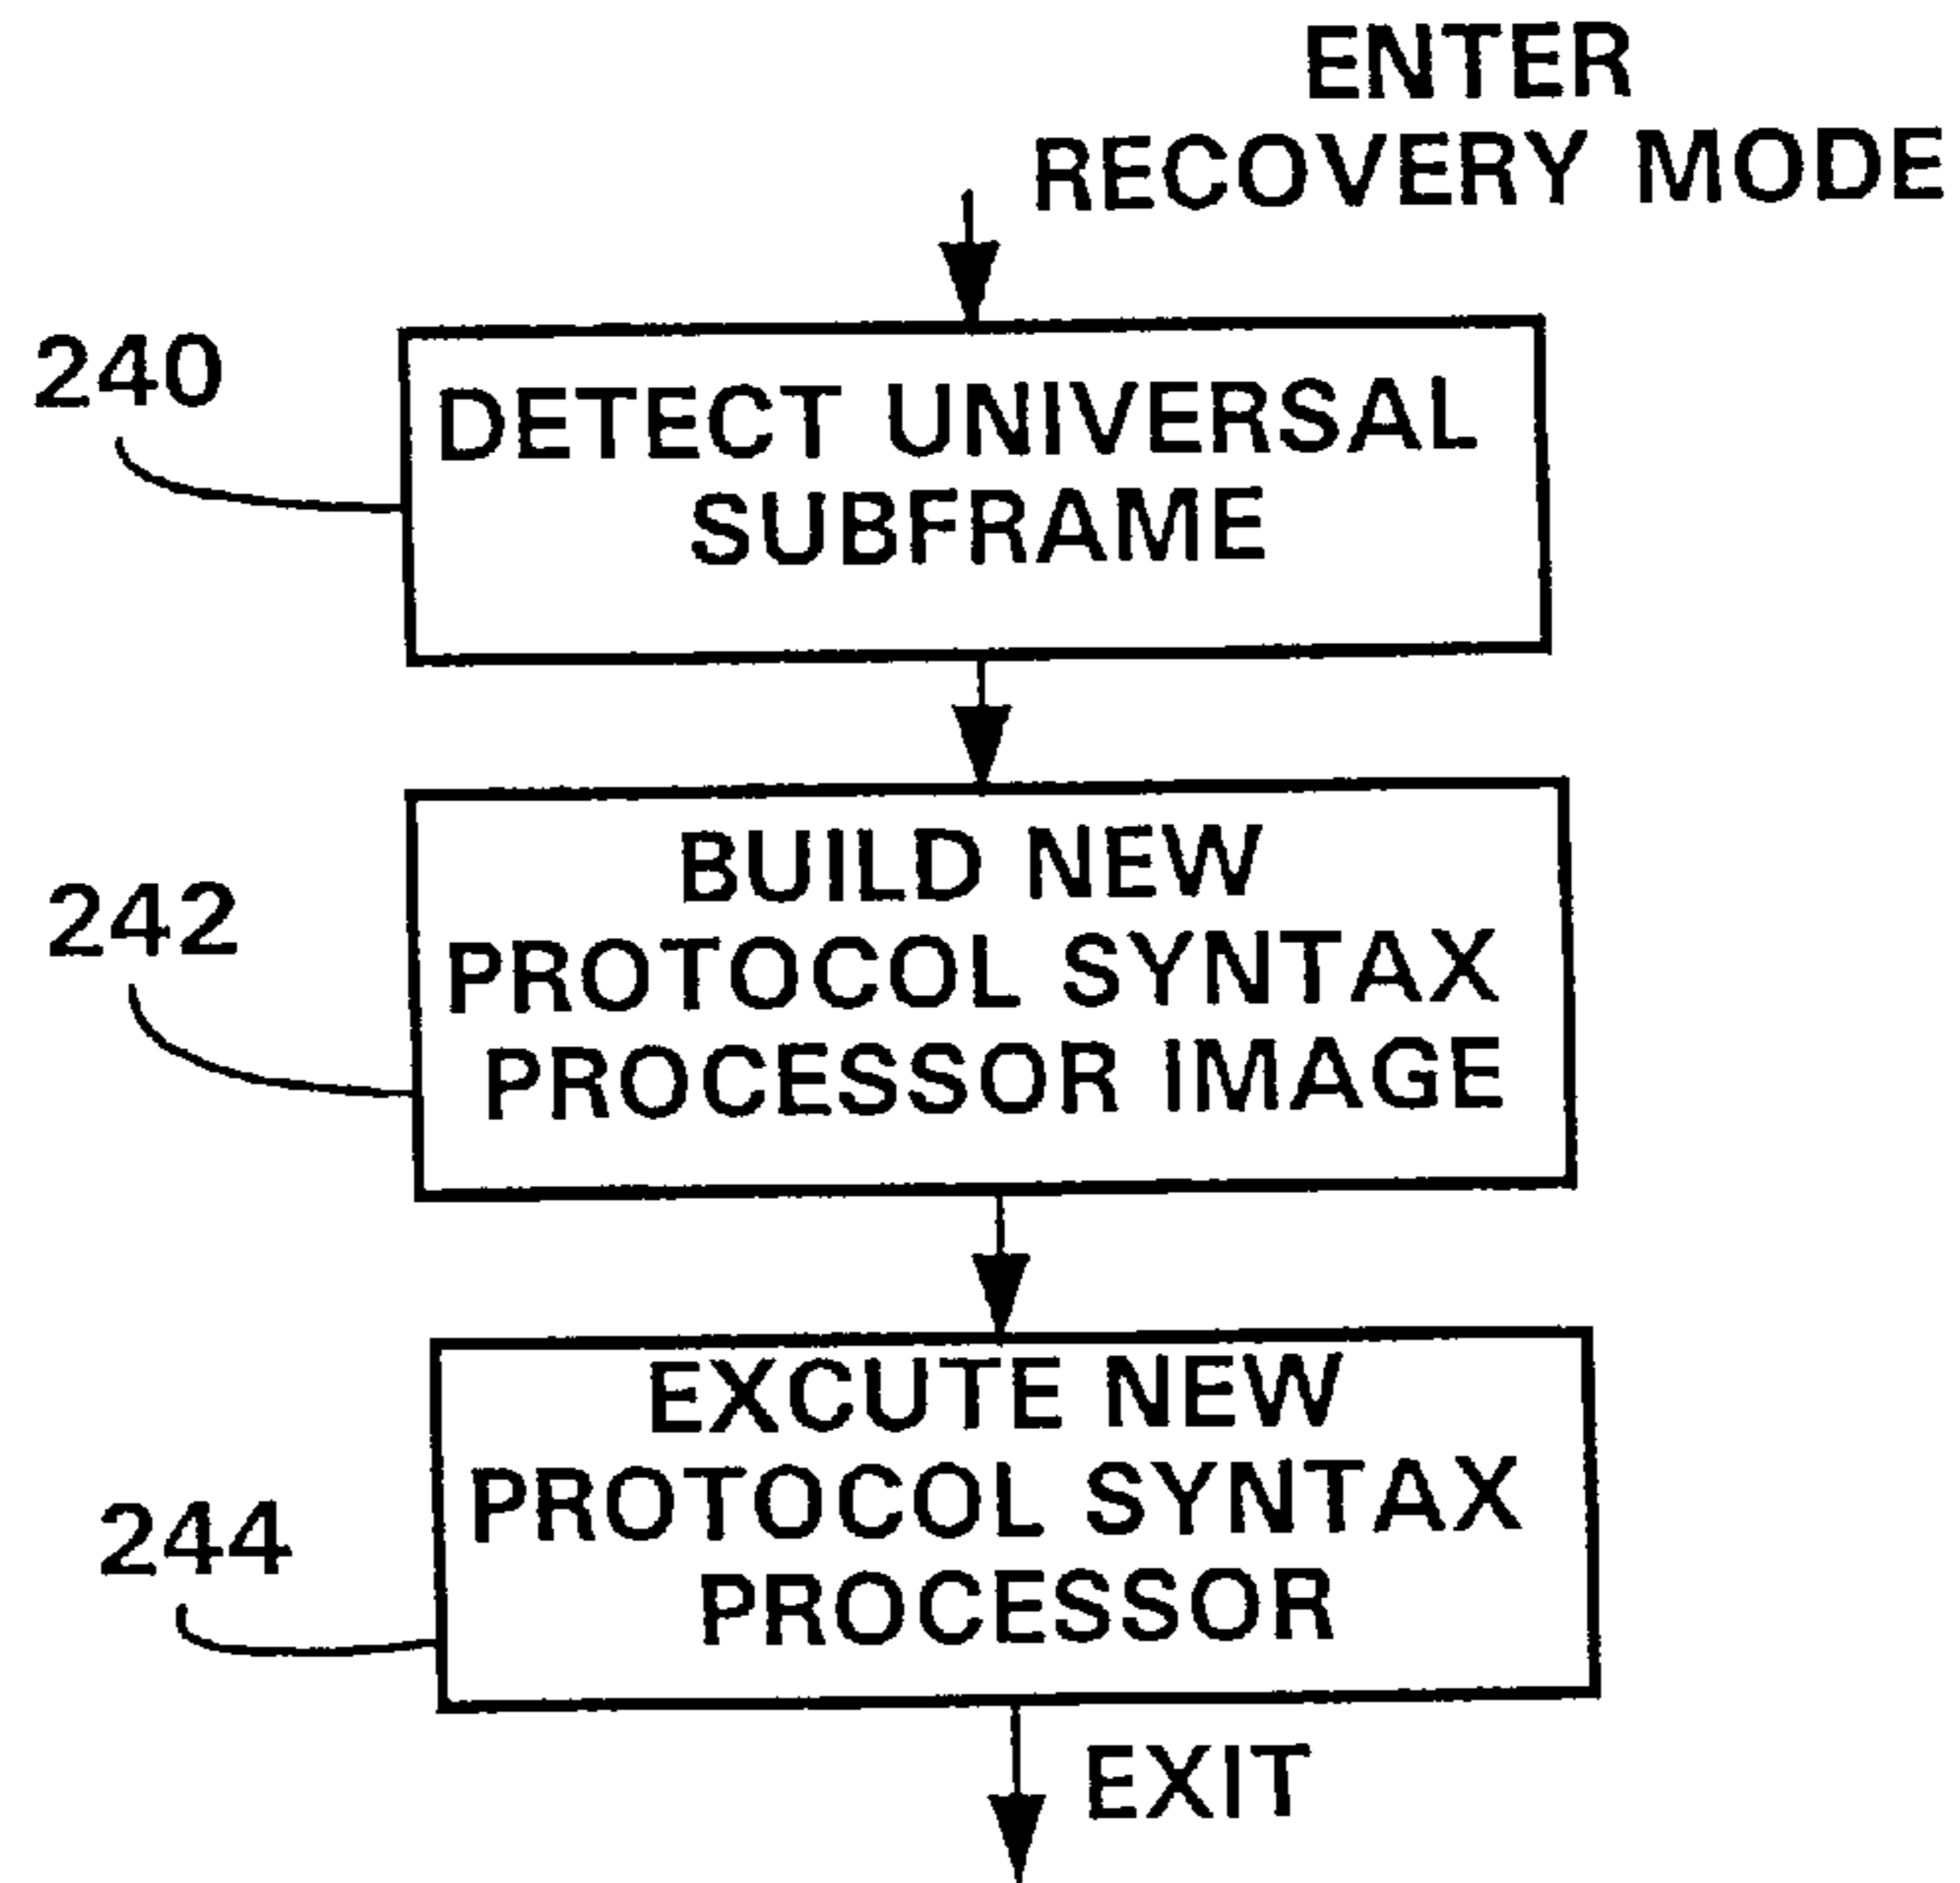 ENTER
RECOVERY MODE
240
DETECT UNIVERSAL
SUBFRAME
242
BUILD NEW
PROTOCOL SYNTAX
PROCESSOR IMAGE
244
EXCUTE NEW
PROTOCOL SYNTAX
PROCESSOR
EXIT